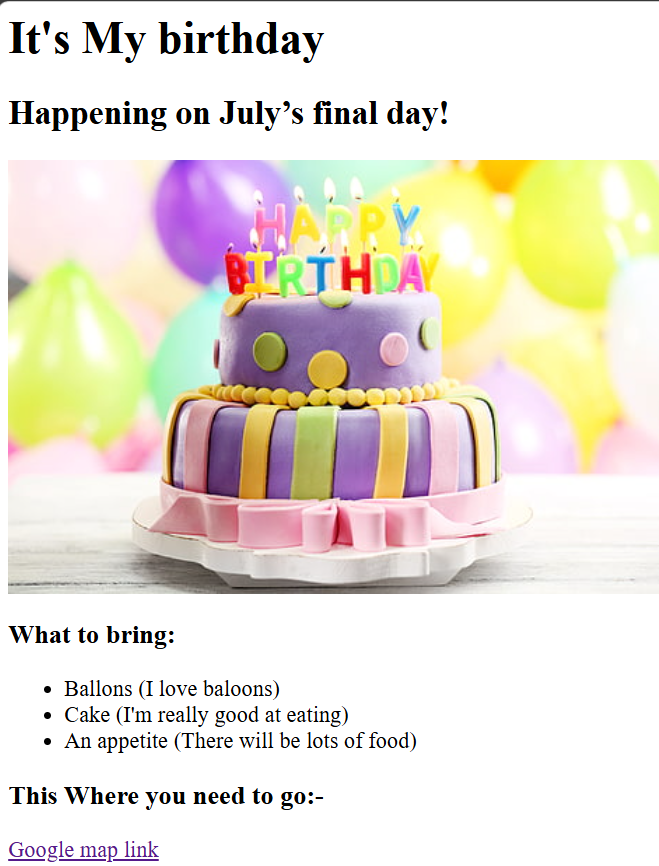 It's My birthday
Happening on July’s final day!
HAPPY
BIRTHDAY
What to bring:
Ballons (I love baloons)
Cake (I'm really good at eating)
An appetite (There will be lots of food)
This Where you need to go:-
Google map link